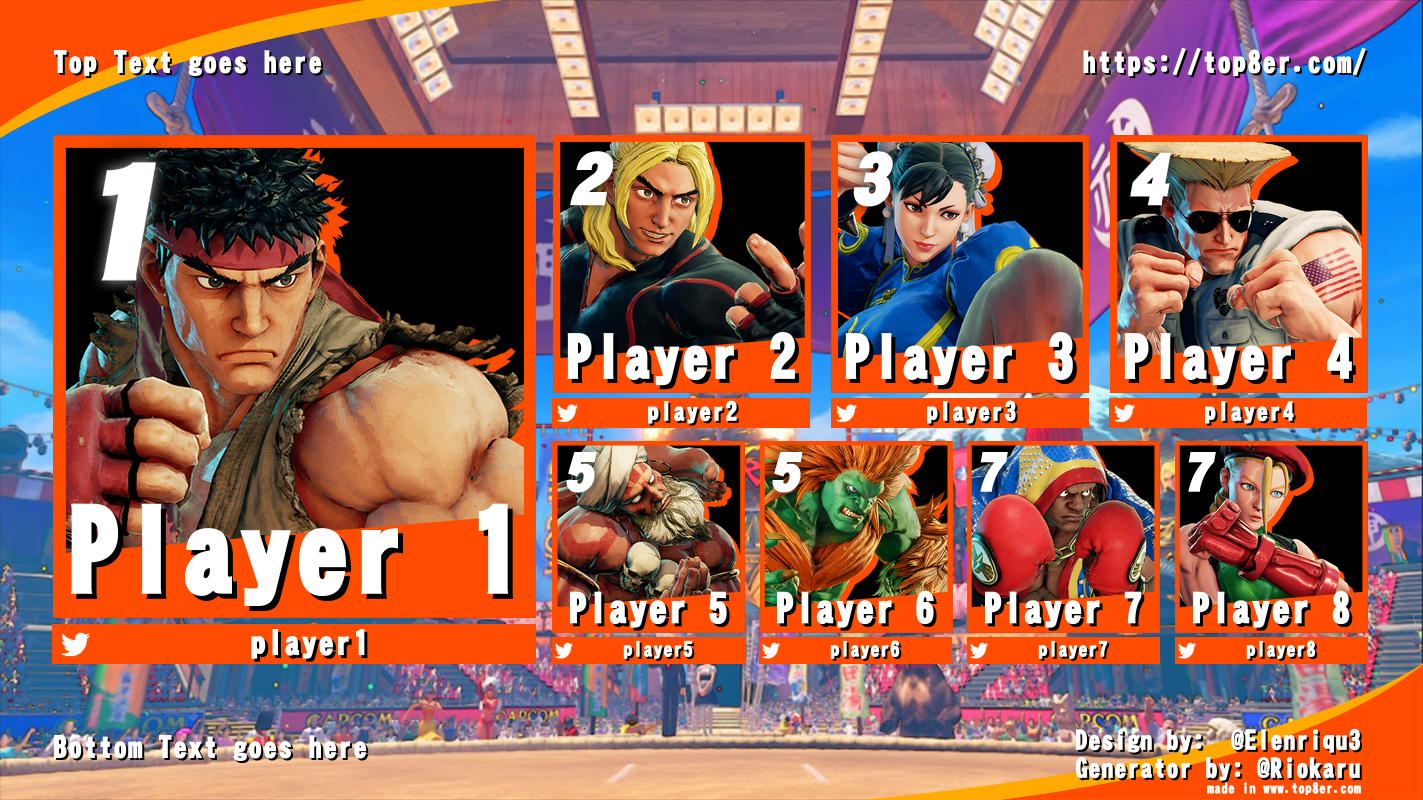 Top Text goes here
https://top8er.com/
1
Player 1
player1
2
Player 2
player2
3
Player 3
player3
4
Player 4
player4
5
Player 5
player5
5
Player 6
player6
7
Player 7
player7
7
Player 8
player8
CAPCOM
CAPCOM
Bottom Text goes here
Design by: @Elenriqu3
Generator by: @Riokaru
made in www.top8er.com